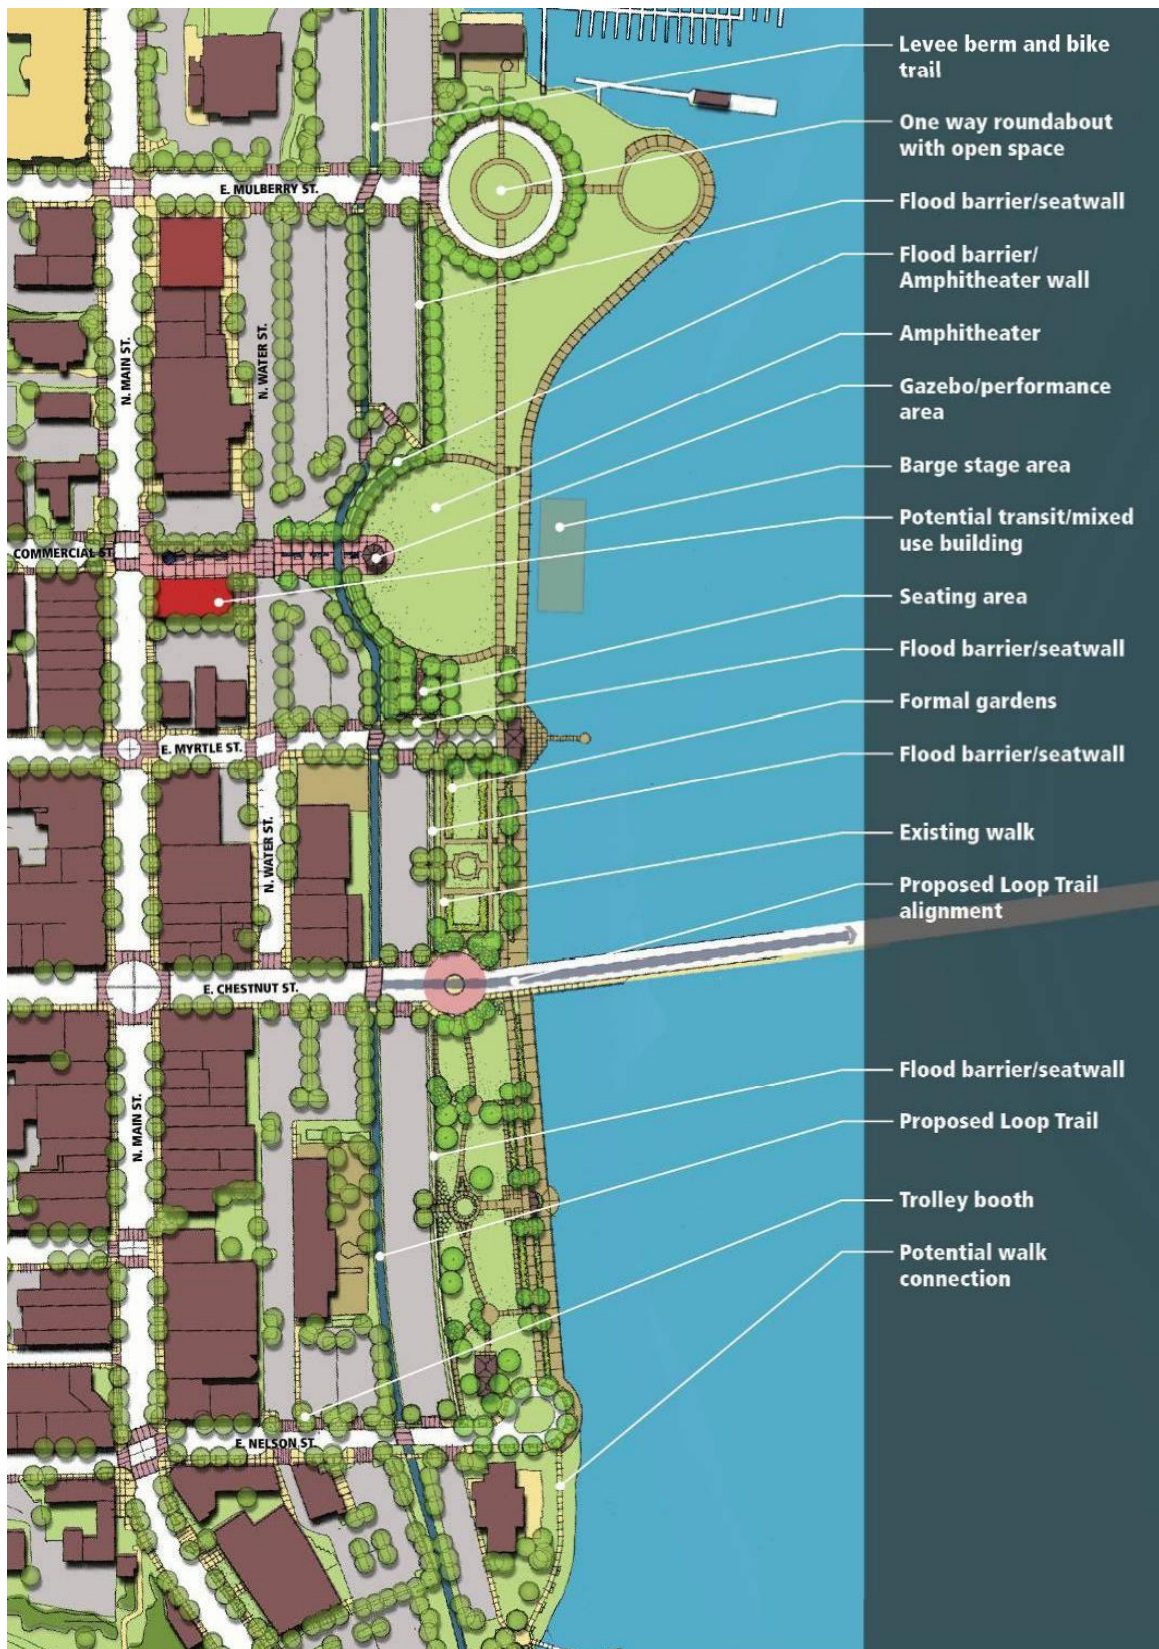 Levee berm and bike
trail
One way roundabout
with open space
Flood barrier/seatwall
Flood barrier/
Amphitheater wall
Amphitheater
Gazebo/performance
area
Barge stage area
Potential transit/mixed
use building
Seating area
Flood barrier/seatwall
Formal gardens
Flood barrier/seatwall
Existing walk
Proposed Loop Trail
alignment
Flood barrier/seatwall
Proposed Loop Trail
Trolley booth
Potential walk
connection
E. MULBERRY ST.
N. MAIN ST.
N. WATER ST.
COMMERCIAL ST.
E. MYRTLE ST.
N. WATER ST.
E. CHESTNUT ST.
N. MAIN ST.
E. NELSON ST.